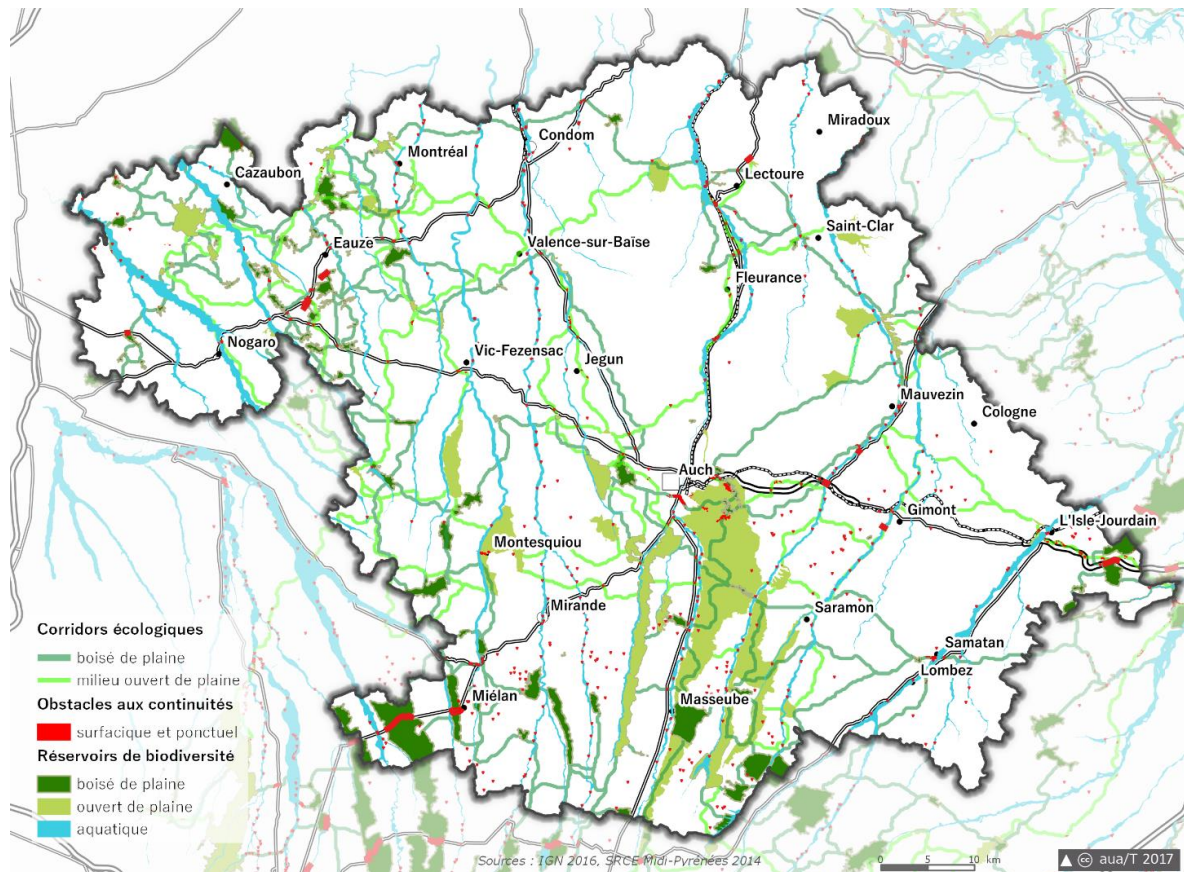 Condom
Miradoux
Montréal
Cazaubon
Lectoure
Saint-Clar
Eauze
Valence-sur-Baïse
Fleurance
Nogaro
Vic-Fezensac
Jegun
Mauvezin
Cologne
Auch
Gimont
L'Isle-Jourdain
Montesquiou
Mirande
Saramon
Samatan
Lombez
Miélan
Masseube
Corridors écologiques
boisé de plaine
milieu ouvert de plaine
Obstacles aux continuités
surfacique et ponctuel
Réservoirs de biodiversité
boisé de plaine
ouvert de plaine
aquatique
Sources : IGN 2016, SRCE Midi-Pyrénées 2014
0 5 10 km
cc aua/T 2017